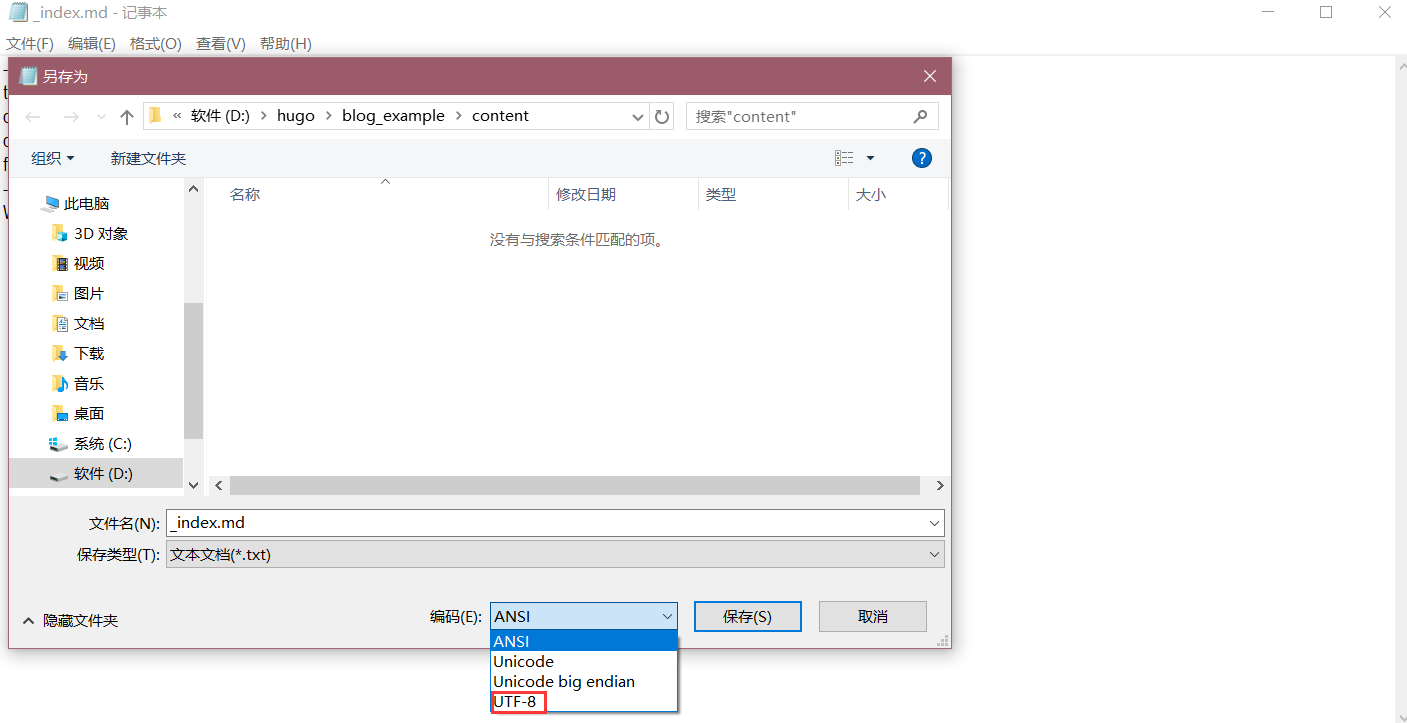 _index.md - 记事本
文件(F) 编辑(E) 格式(O) 查看(V) 帮助(H)
另存为
« 软件 (D:) > hugo > blog_example > content
搜索"content"
组织 新建文件夹
名称 修改日期 类型 大小
没有与搜索条件匹配的项。
此电脑
3D 对象
视频
图片
文档
下载
音乐
桌面
系统 (C:)
软件 (D:)
文件名(N): _index.md
保存类型(T): 文本文档(*.txt)
隐藏文件夹
编码(E): ANSI
保存(S) 取消
ANSI
Unicode
Unicode big endian
UTF-8